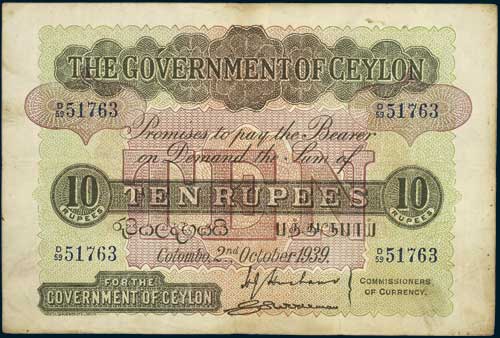 THE GOVERNMENT OF CEYLON
D/59 51763 D/59 51763
Promises to pay the Bearer
on Demand the Sum of
TEN
10 RUPEES TEN RUPEES 10 RUPEES
பத்துரூபாய்
D/59 51763 D/59 51763
Colombo, 2nd October 1939.
FOR THE
GOVERNMENT OF CEYLON
COMMISSIONERS
OF CURRENCY.